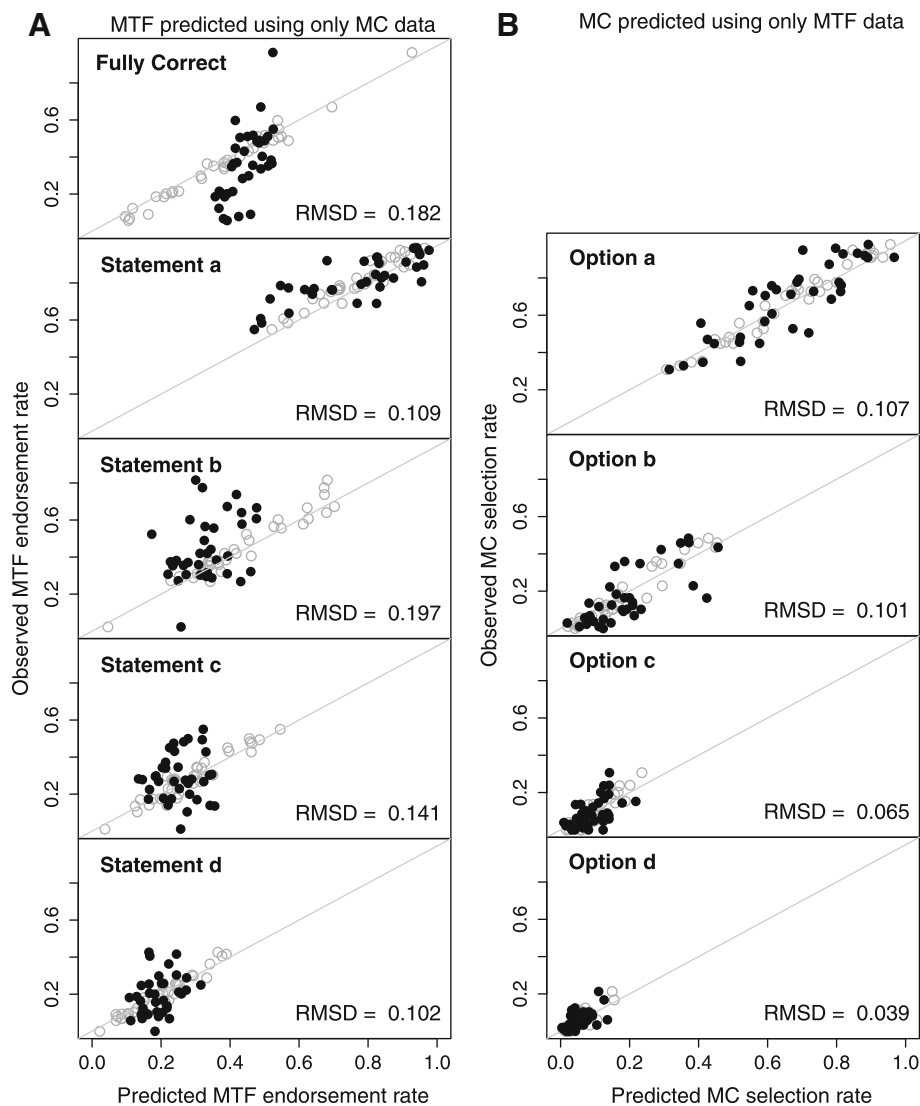 A
MTF predicted using only MC data
Fully Correct
0.6
0.2
RMSD = 0.182
Statement a
0.6
0.2
RMSD = 0.109
Statement b
0.6
0.2
RMSD = 0.197
Statement c
0.6
0.2
RMSD = 0.141
Statement d
0.6
0.2
RMSD = 0.102
0.0 0.2 0.4 0.6 0.8 1.0
Observed MTF endorsement rate
Predicted MTF endorsement rate
B
MC predicted using only MTF data
Option a
0.6
0.2
RMSD = 0.107
Option b
0.6
0.2
RMSD = 0.101
Option c
0.6
0.2
RMSD = 0.065
Option d
0.6
0.2
RMSD = 0.039
0.0 0.2 0.4 0.6 0.8 1.0
Observed MC selection rate
Predicted MC selection rate